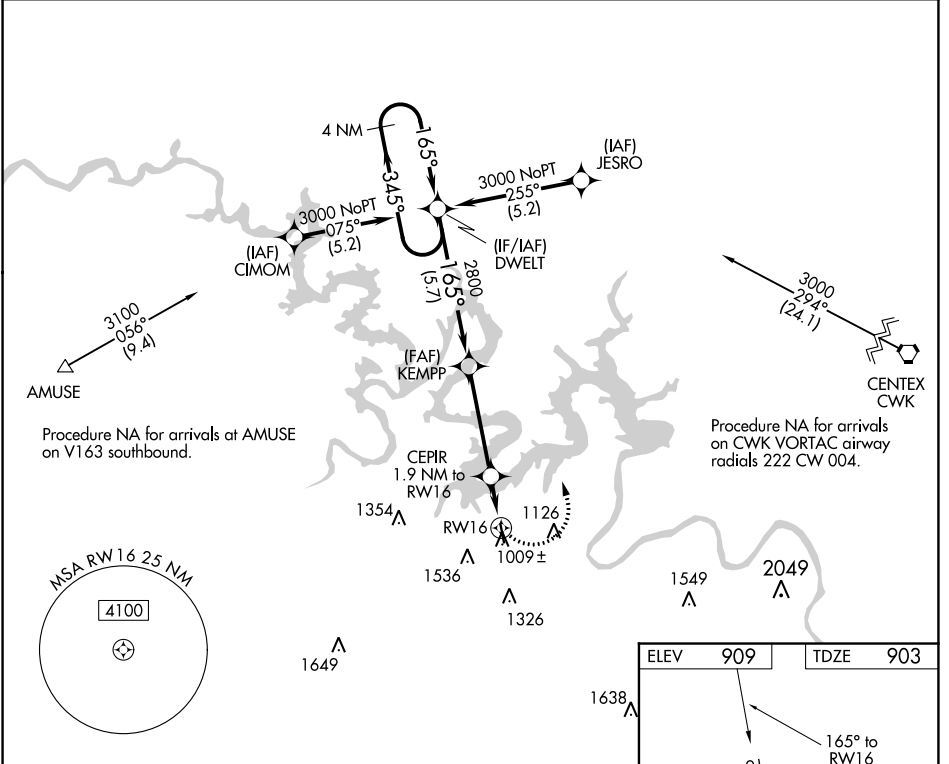 4 NM
165°
345°
(IAF)
JESRO
3000 NoPT
255°
(5.2)
3000 NoPT
075°
(5.2)
(IAF)
CIMOM
(IF/IAF)
DWELT
2800
165°
(5.7)
3100
056°
(9.4)
AMUSE
3000
294°
(24.1)
CENTEX
CWK
(FAF)
KEMPP
Procedure NA for arrivals at AMUSE
on V163 southbound.
Procedure NA for arrivals
on CWK VORTAC airway
radials 222 CW 004.
CEPIR
1.9 NM to
RW16
1354
RW16
1126
1009±
1536
1326
1549
2049
MSA RW16 25 NM
4100
1649
1638
ELEV 909
TDZE 903
165° to
RW16